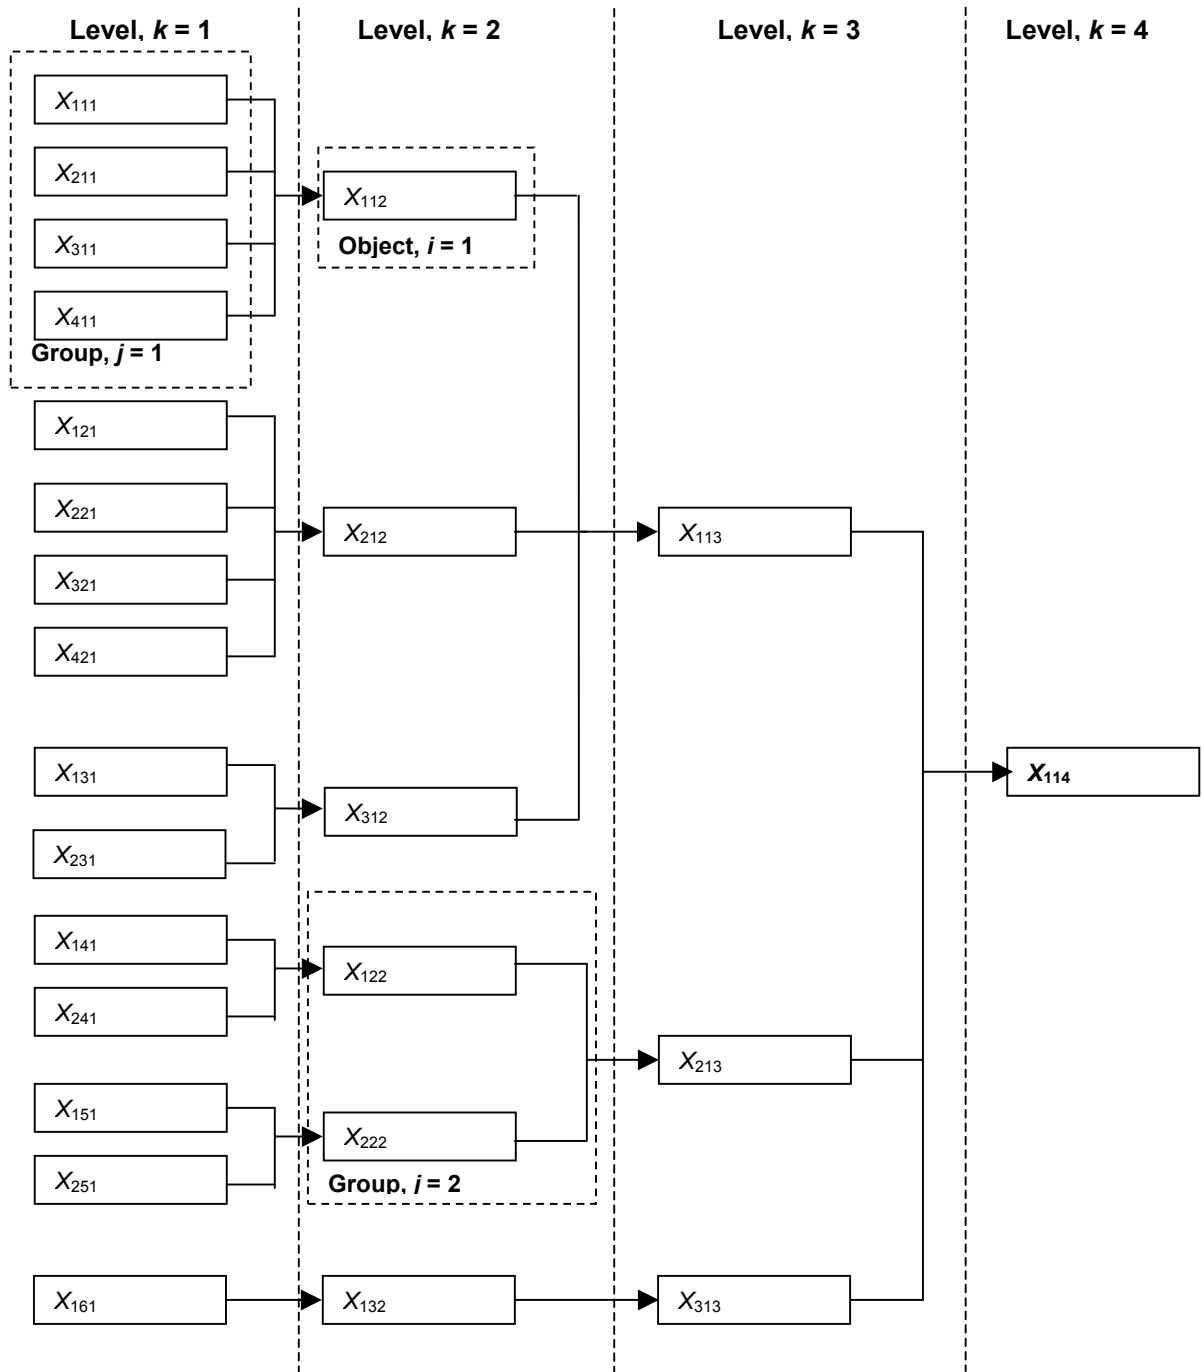 Level, k = 1
Level, k = 2
Level, k = 3
Level, k = 4
X111
X211
X311
X411
Group, j = 1
X112
Object, i = 1
X121
X221
X321
X421
X212
X113
X131
X231
X312
X114
X141
X241
X122
X151
X251
X222
Group, j = 2
X213
X161
X132
X313